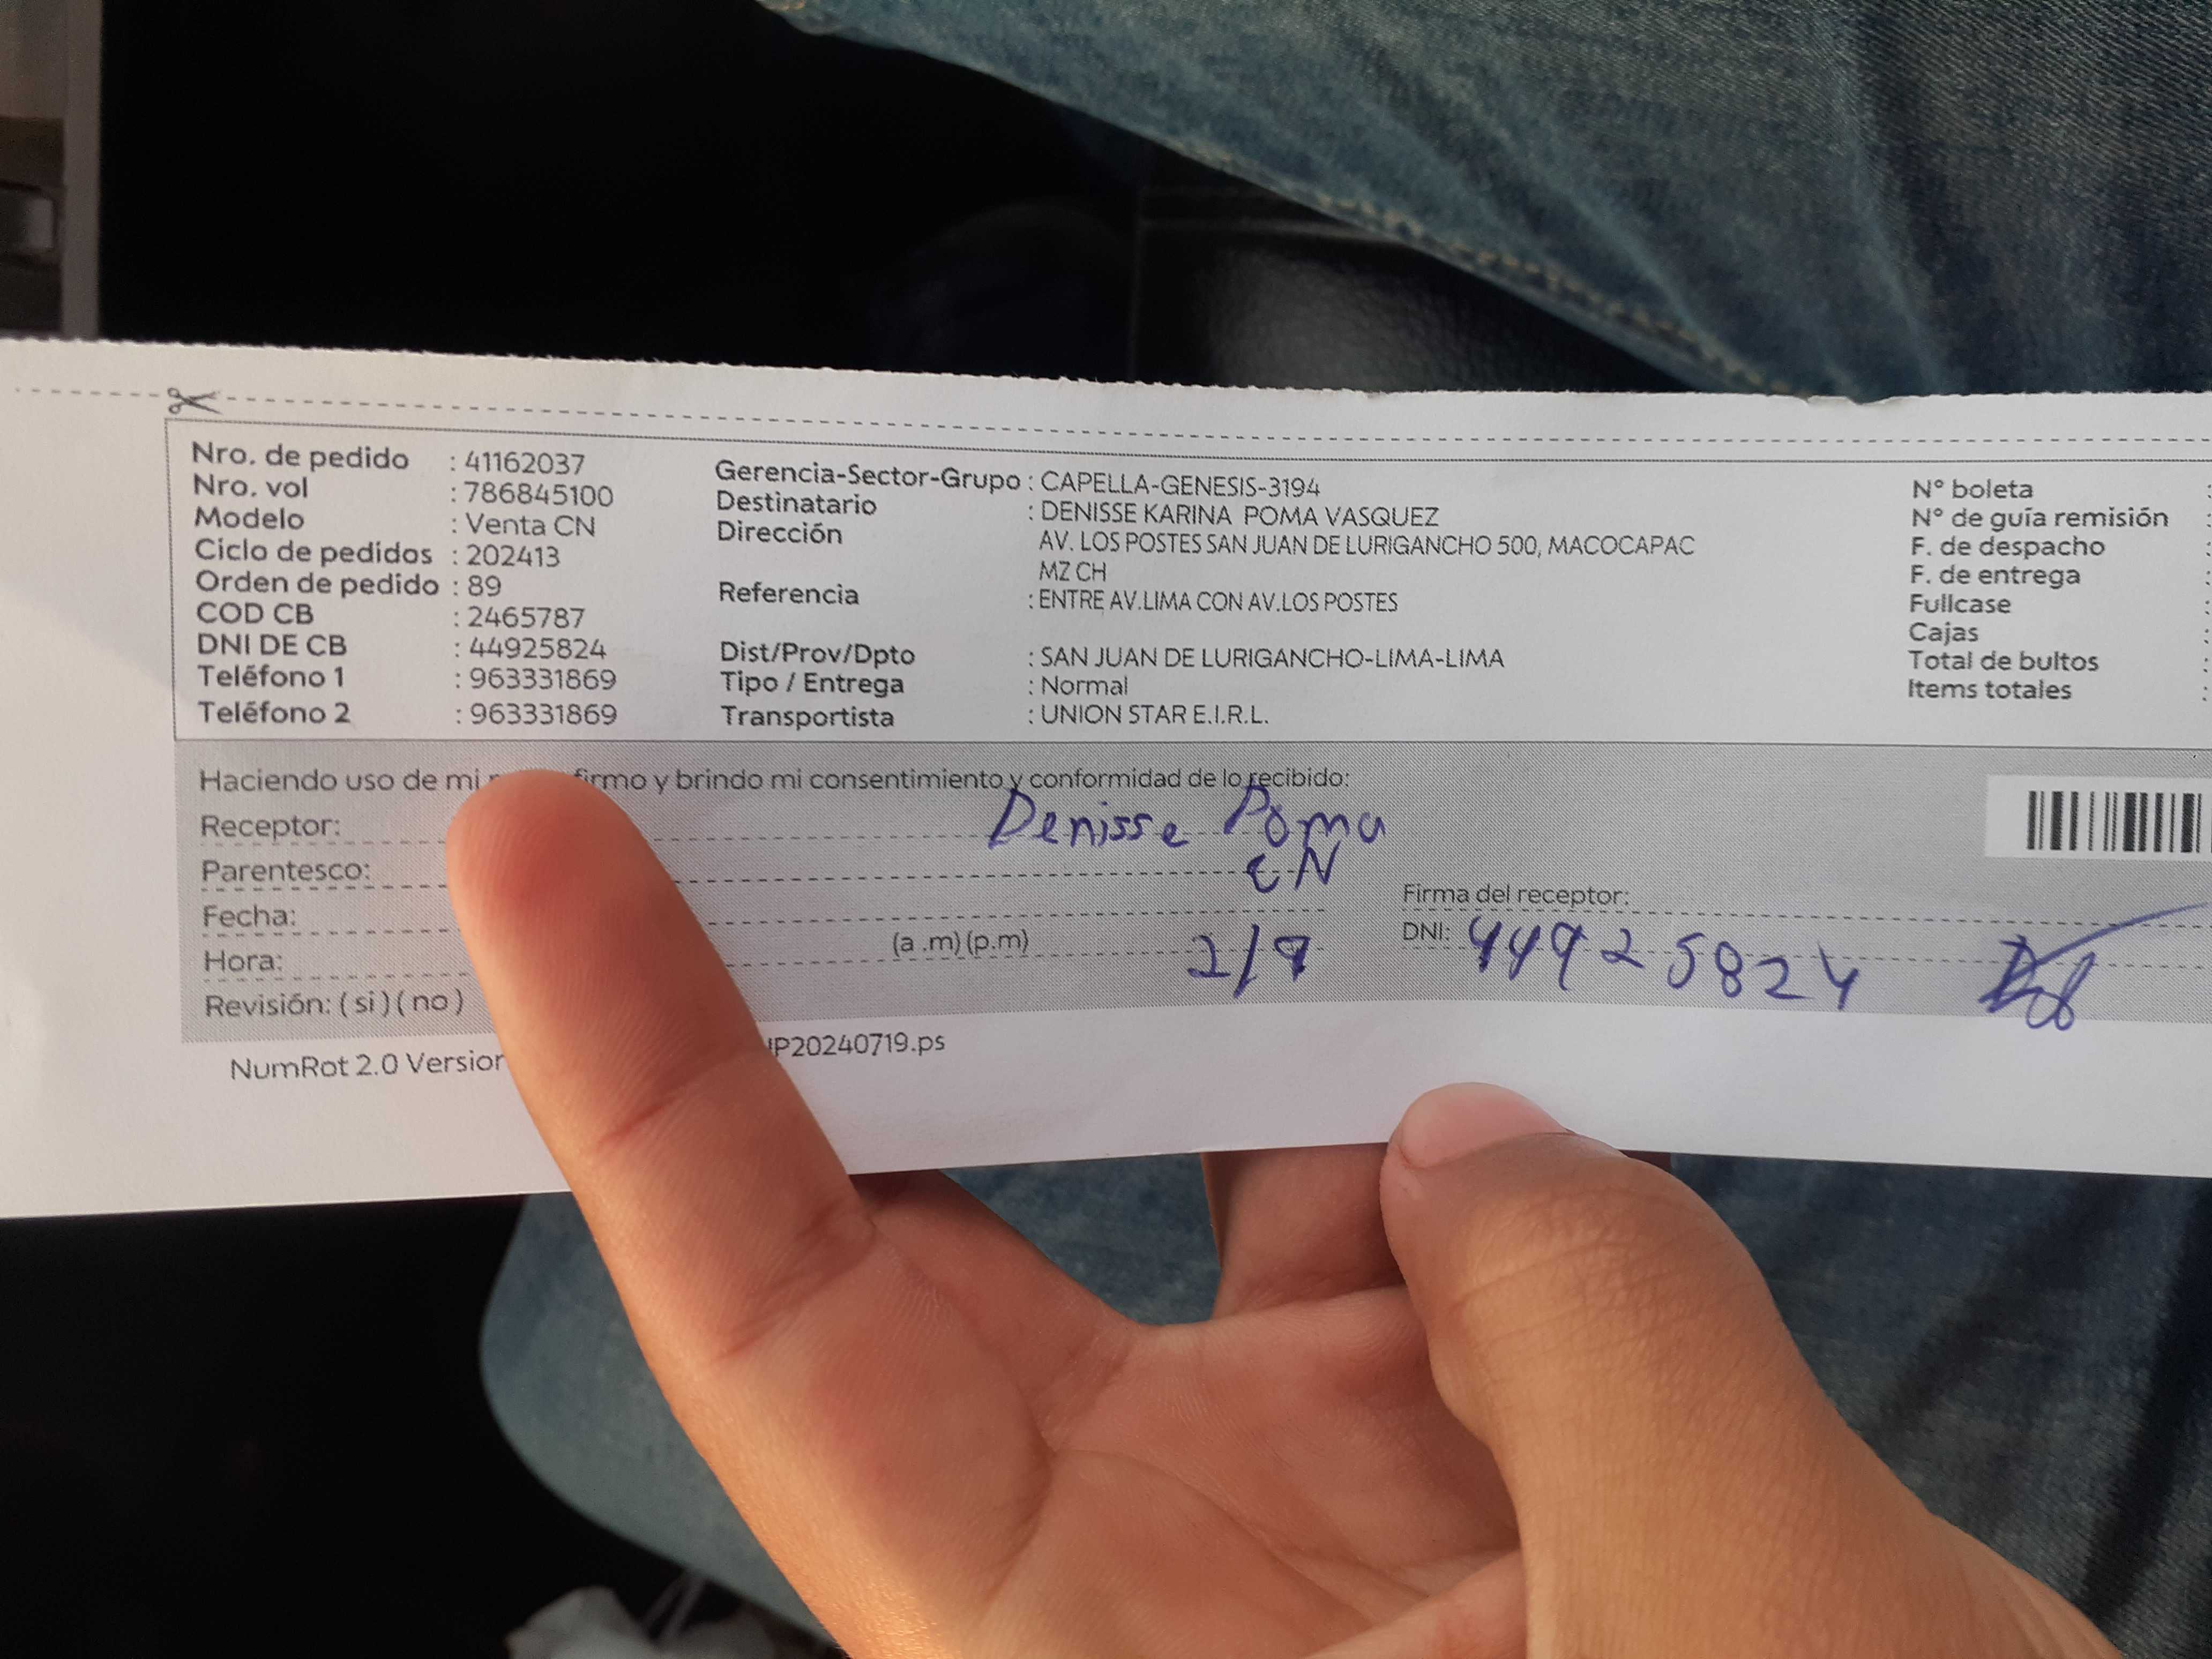 Nro. de pedido : 41162037
Nro. vol : 786845100
Modelo : Venta CN
Ciclo de pedidos : 202413
Orden de pedido : 89
COD CB : 2465787
DNI DE CB : 44925824
Teléfono 1 : 963331869
Teléfono 2 : 963331869
Gerencia-Sector-Grupo : CAPELLA-GENESIS-3194
Destinatario : DENISSE KARINA POMA VASQUEZ
Dirección AV. LOS POSTES SAN JUAN DE LURIGANCHO 500, MACOCAPAC
MZ CH
Referencia : ENTRE AV.LIMA CON AV.LOS POSTES
Dist/Prov/Dpto : SAN JUAN DE LURIGANCHO-LIMA-LIMA
Tipo / Entrega : Normal
Transportista : UNION STAR E.I.R.L.
N° boleta :
N° de guía remisión :
F. de despacho :
F. de entrega :
Fullcase :
Cajas :
Total de bultos :
Items totales :
Haciendo uso de mi firmo y brindo mi consentimiento y conformidad de lo recibido:
Receptor: Denisse Poma
Parentesco: CN
Fecha:
Hora: (a .m) (p.m) 2/9
Revisión: ( si ) ( no )
Firma del receptor:
DNI: 44925824
NumRot 2.0 Version P20240719.ps